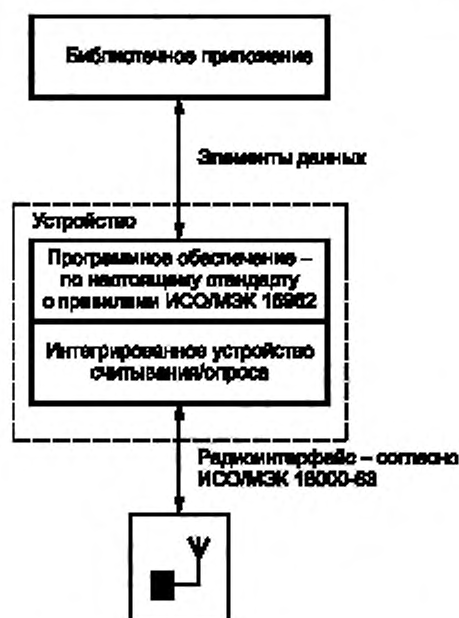 Библиотечное приложение
Элементы данных
Устройство
Программное обеспечение –
по настоящему стандарту
с правилами ИСО/МЭК 15962
Интегрированное устройство
считывания/опроса
Радиоинтерфейс – согласно
ИСО/МЭК 18000-63